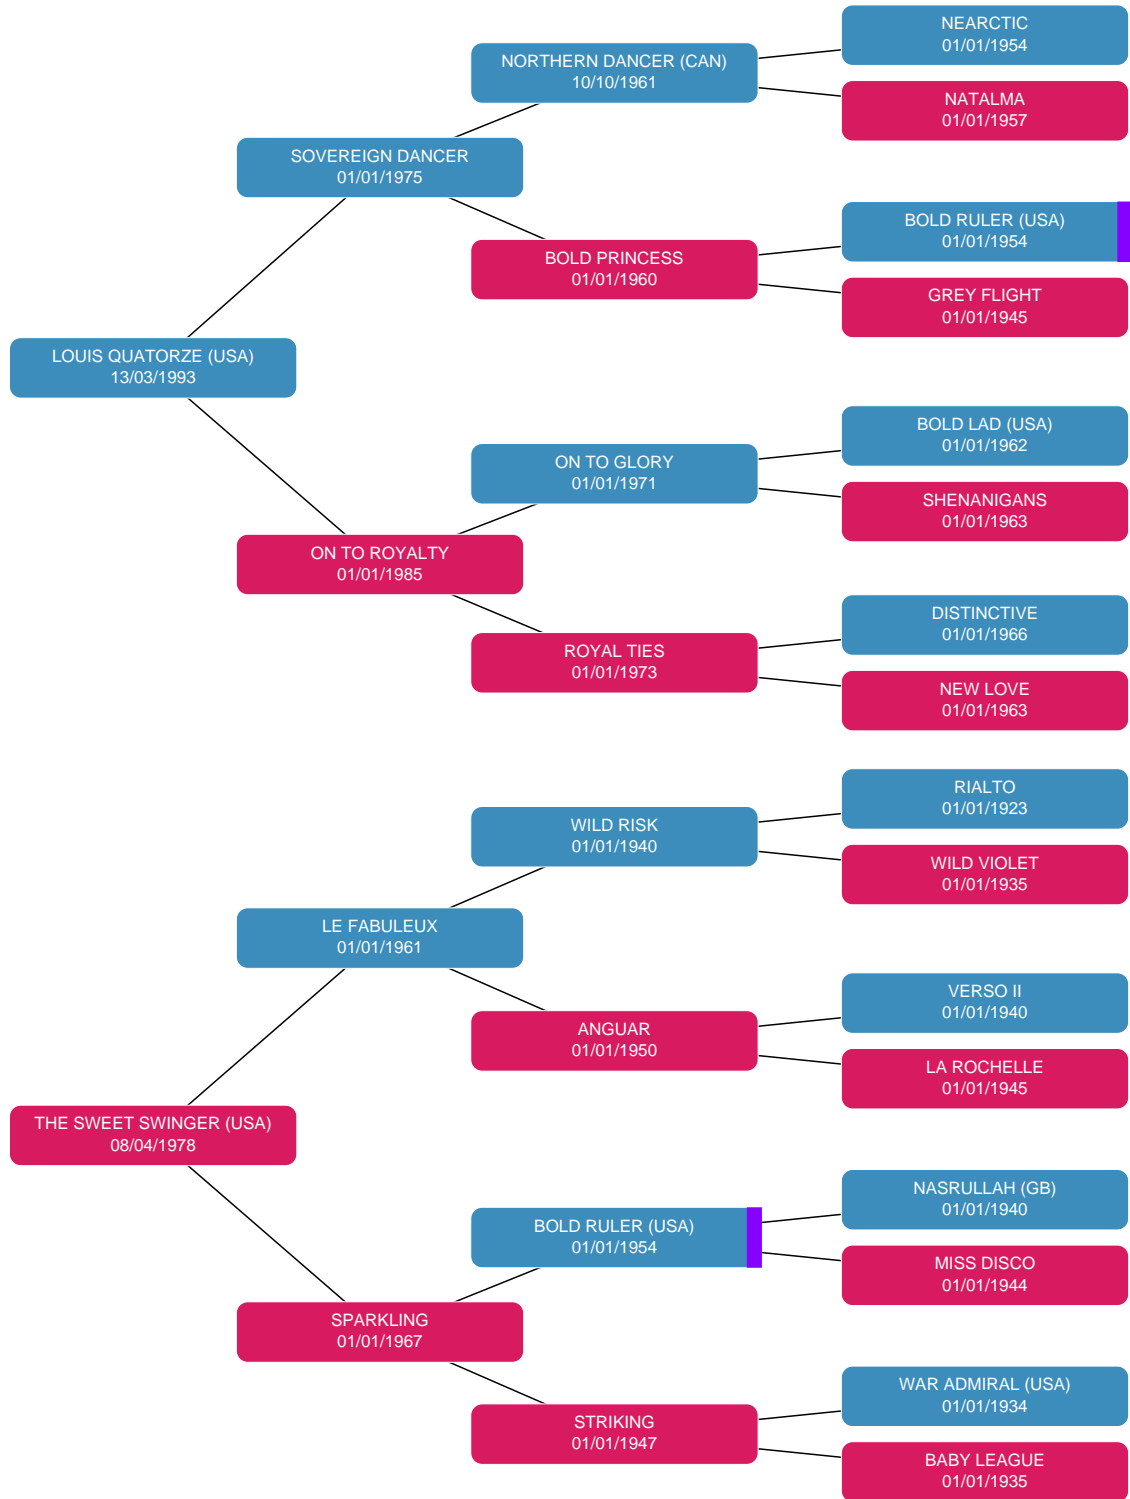 NEARCTIC
01/01/1954
NORTHERN DANCER (CAN)
10/10/1961
NATALMA
01/01/1957
SOVEREIGN DANCER
01/01/1975
BOLD RULER (USA)
01/01/1954
BOLD PRINCESS
01/01/1960
GREY FLIGHT
01/01/1945
LOUIS QUATORZE (USA)
13/03/1993
BOLD LAD (USA)
01/01/1962
ON TO GLORY
01/01/1971
SHENANIGANS
01/01/1963
ON TO ROYALTY
01/01/1985
DISTINCTIVE
01/01/1966
ROYAL TIES
01/01/1973
NEW LOVE
01/01/1963
RIALTO
01/01/1923
WILD RISK
01/01/1940
WILD VIOLET
01/01/1935
LE FABULEUX
01/01/1961
VERSO II
01/01/1940
ANGUAR
01/01/1950
LA ROCHELLE
01/01/1945
THE SWEET SWINGER (USA)
08/04/1978
NASRULLAH (GB)
01/01/1940
BOLD RULER (USA)
01/01/1954
MISS DISCO
01/01/1944
SPARKLING
01/01/1967
WAR ADMIRAL (USA)
01/01/1934
STRIKING
01/01/1947
BABY LEAGUE
01/01/1935